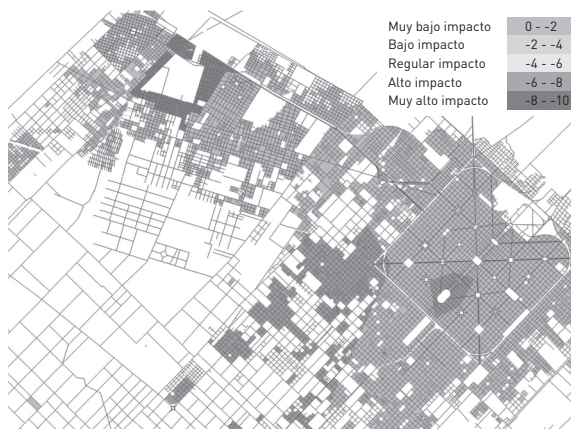 Muy bajo impacto 0 - -2
Bajo impacto -2 - -4
Regular impacto -4 - -6
Alto impacto -6 - -8
Muy alto impacto -8 - -10